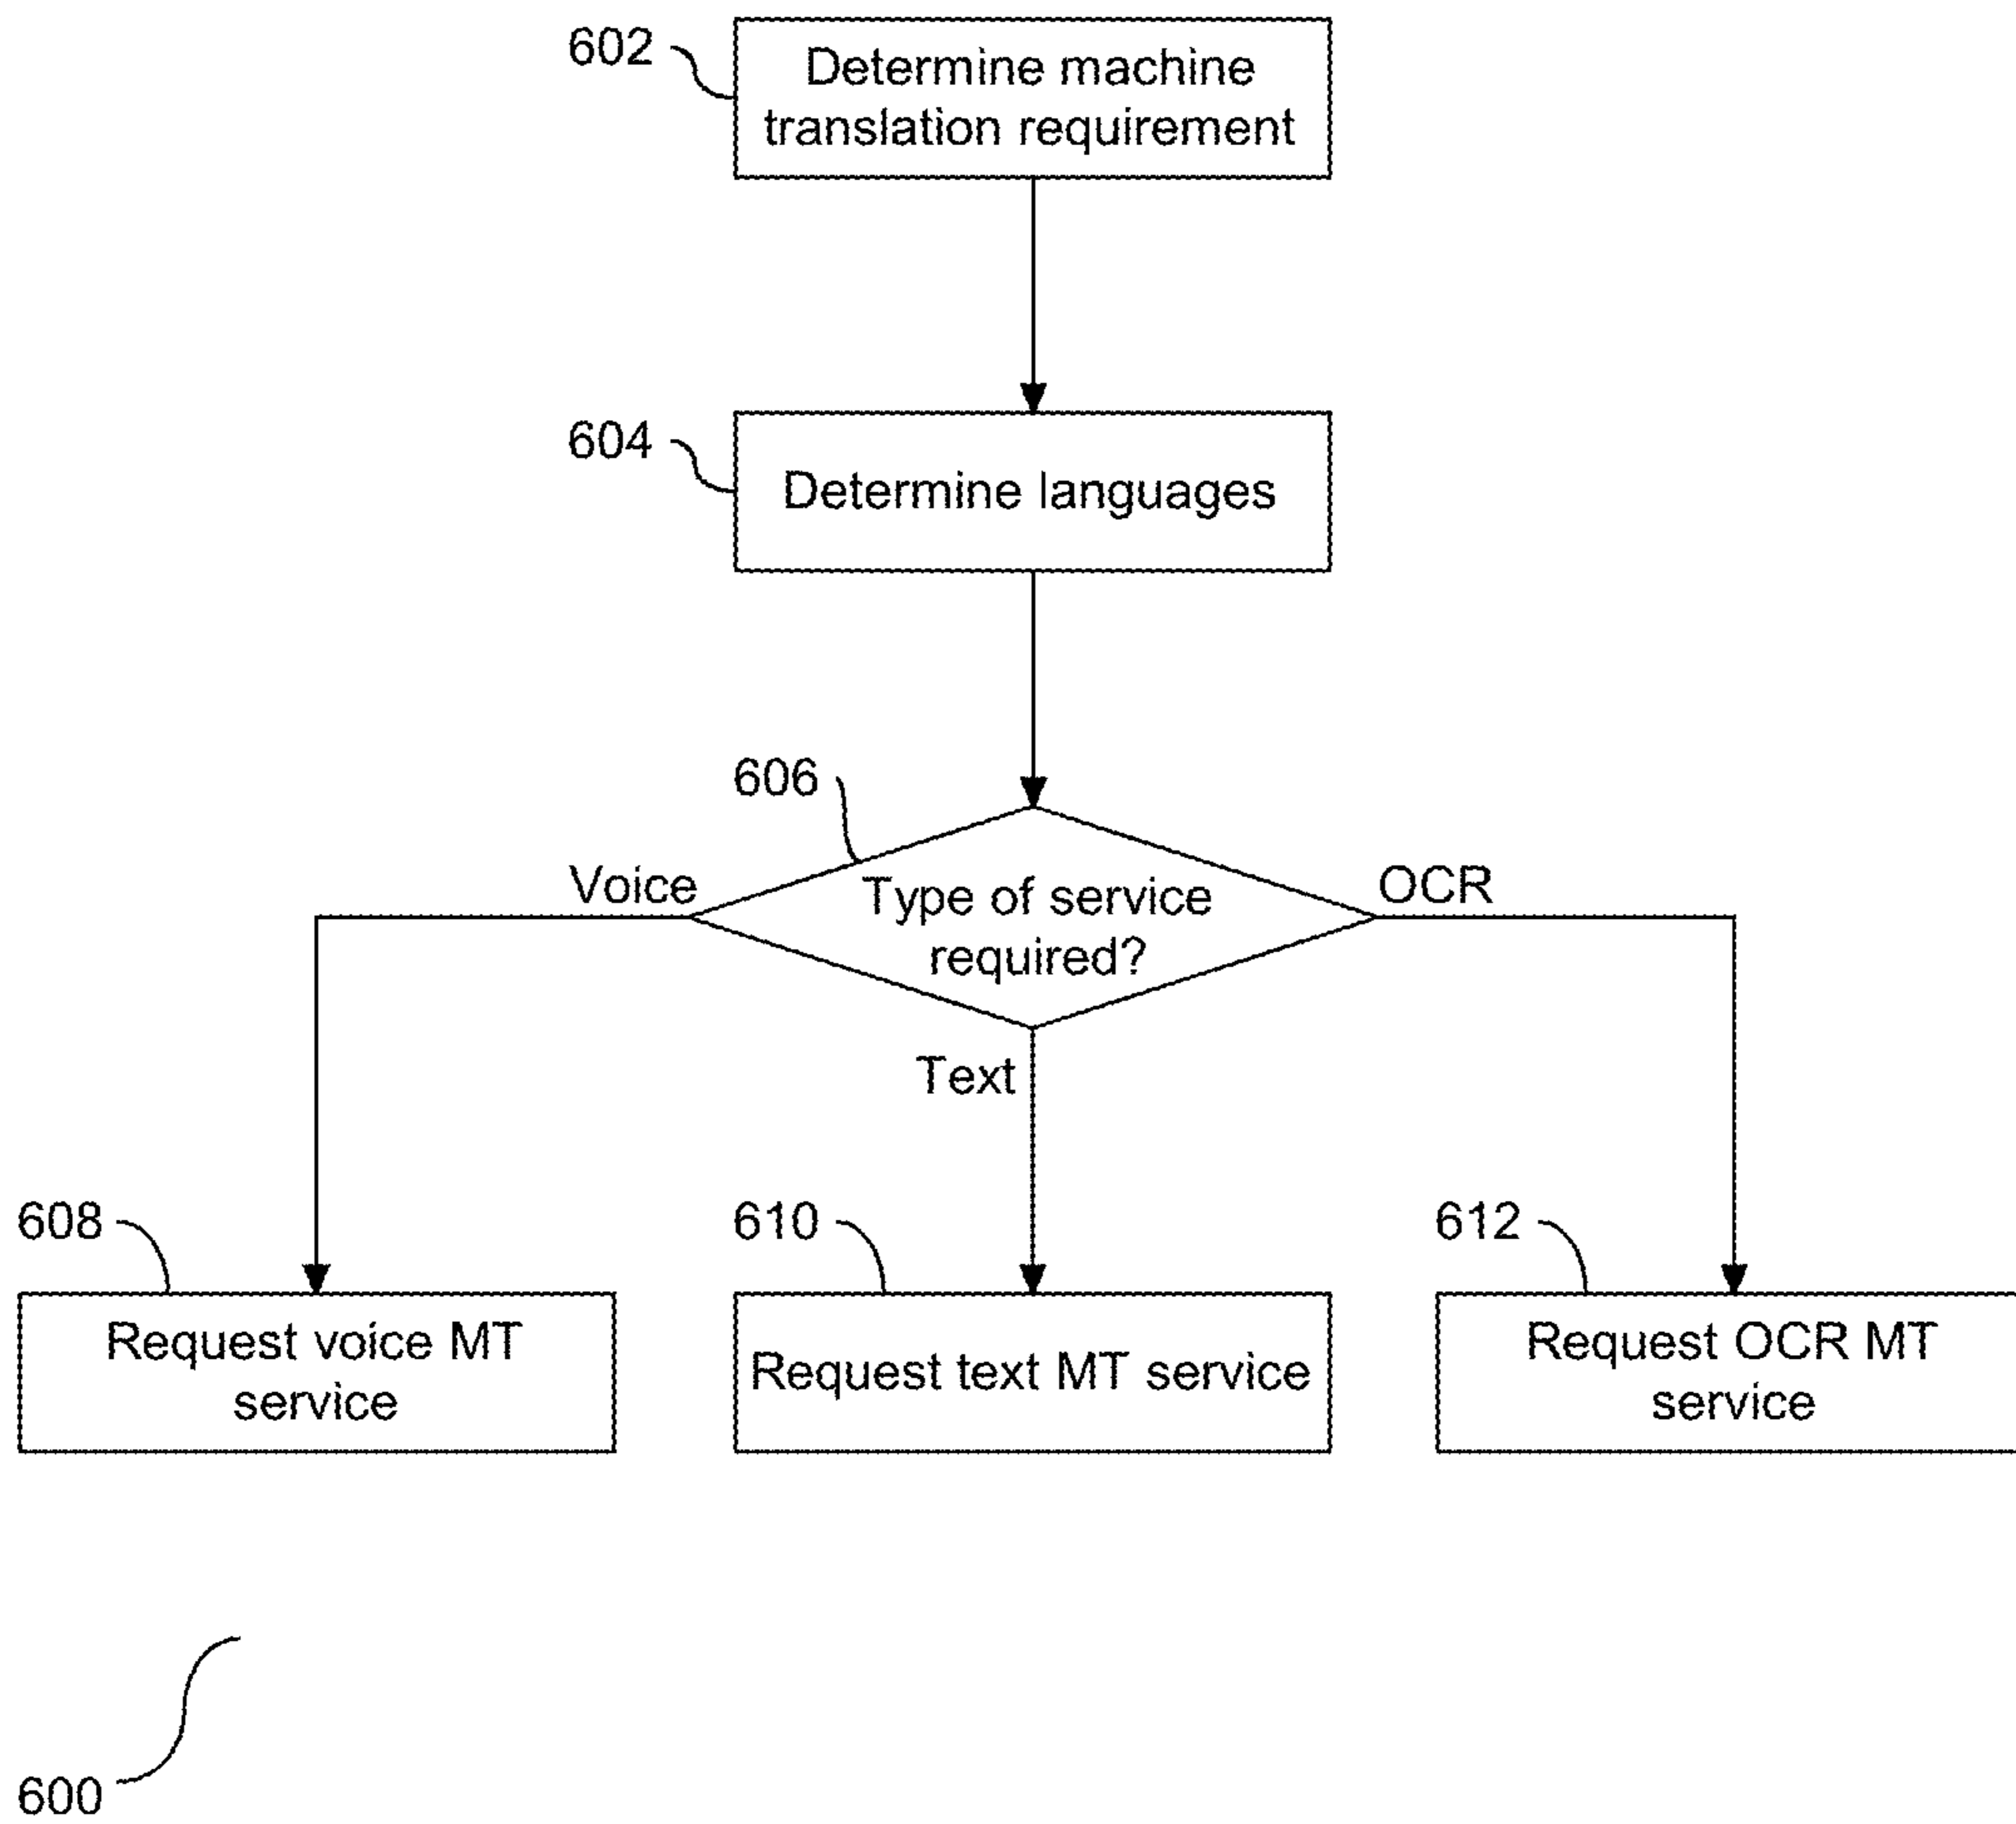 602
Determine machine
translation requirement
604
Determine languages
606
Voice
Type of service
required?
OCR
Text
608
Request voice MT
service
610
Request text MT service
612
Request OCR MT
service
600